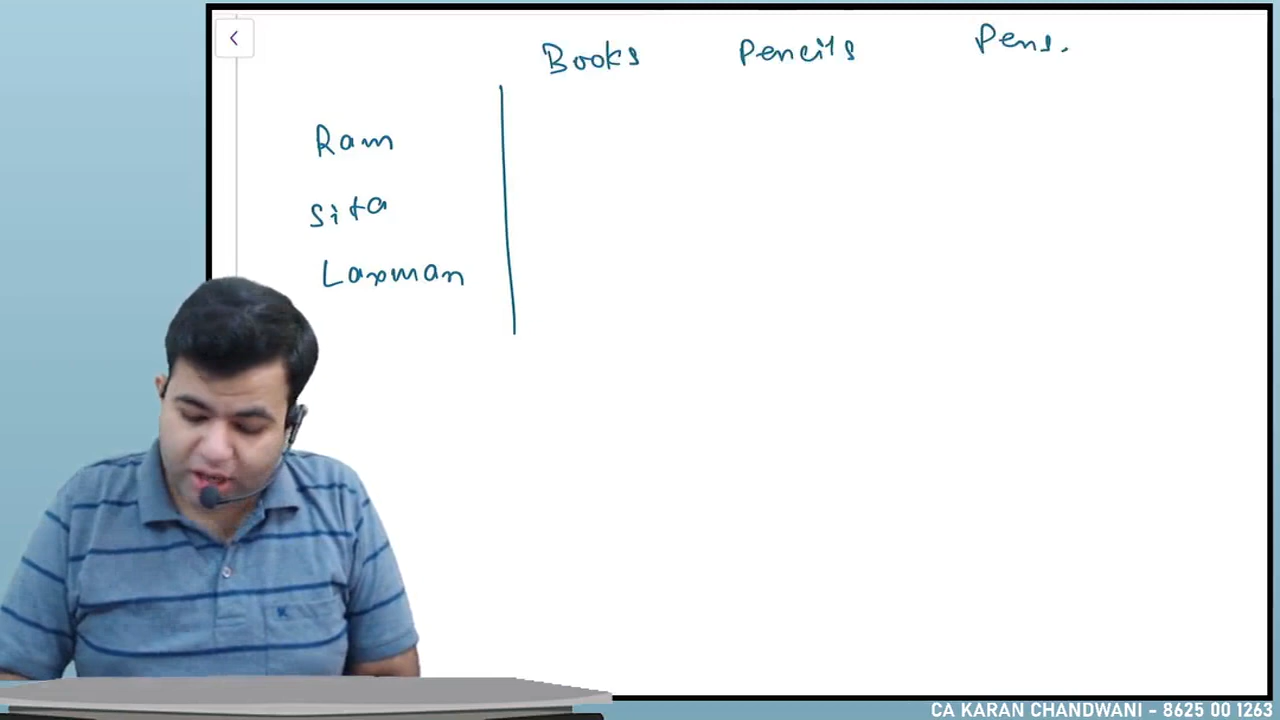 Books Pencils Pens.
Ram
Sita
Laxman
CA KARAN CHANDWANI - 8625 00 1263